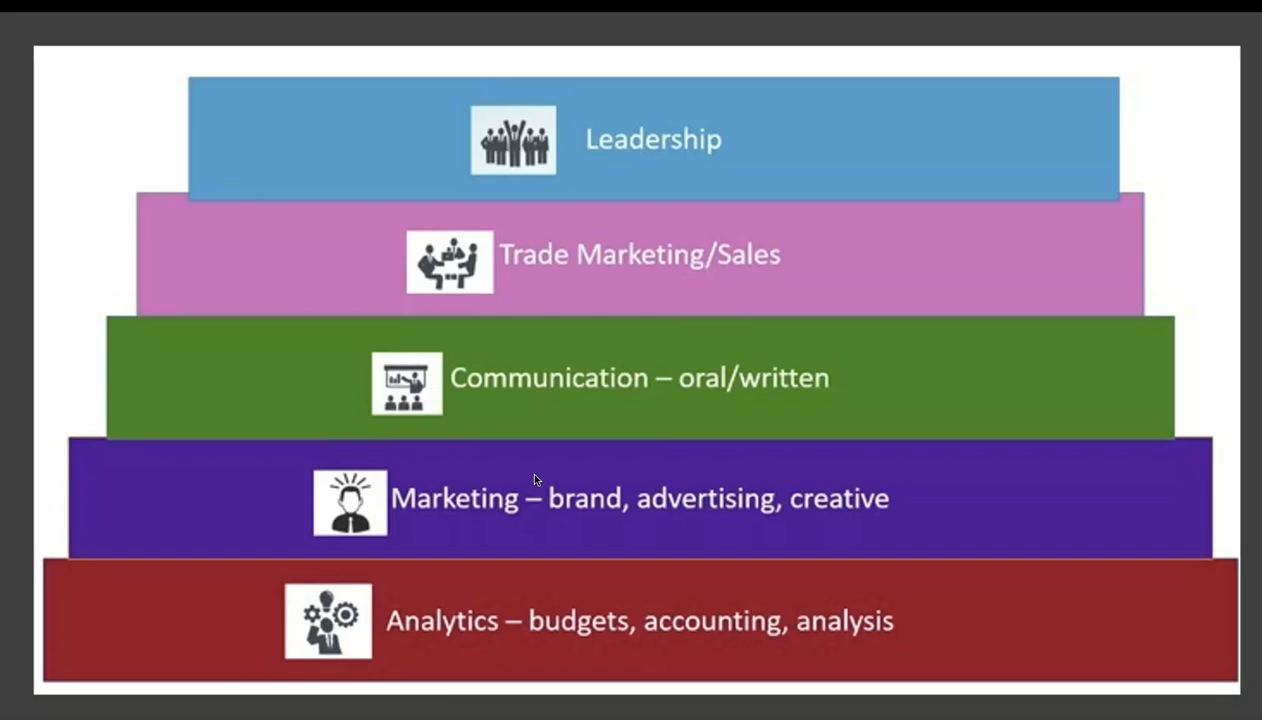 Leadership
Trade Marketing/Sales
Communication – oral/written
Marketing – brand, advertising, creative
Analytics – budgets, accounting, analysis